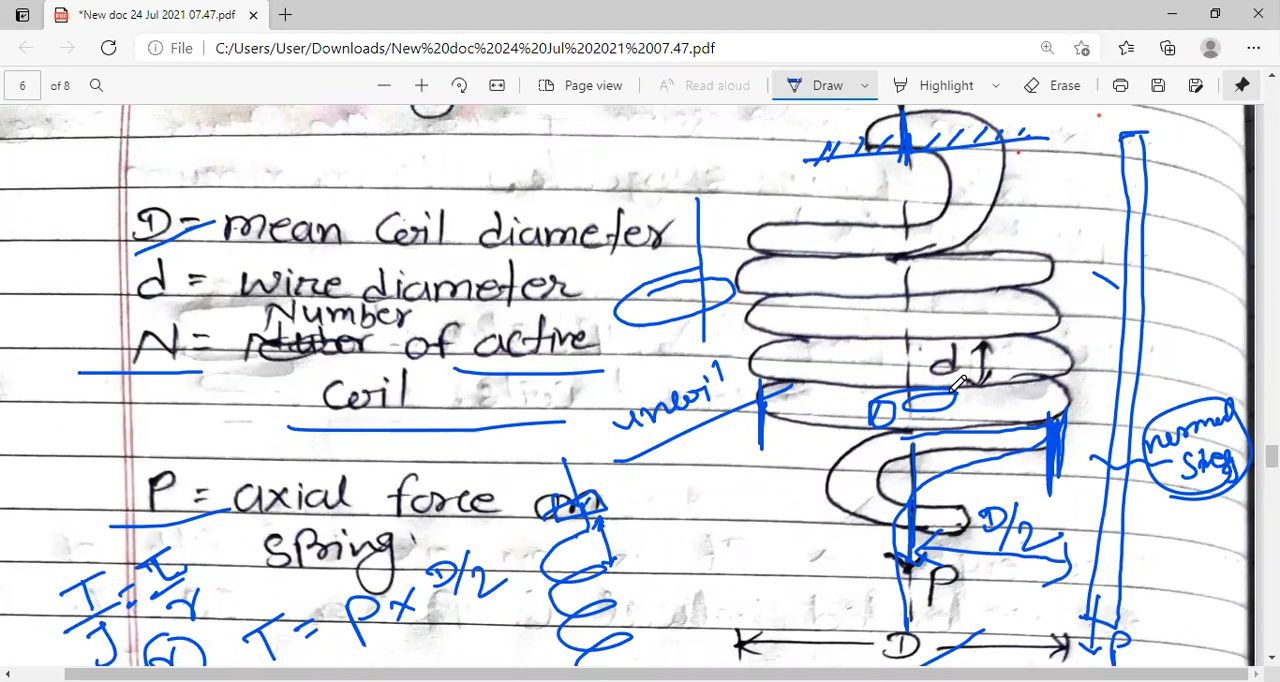 *New doc 24 Jul 2021 07.47.pdf
File C:/Users/User/Downloads/New%20doc%2024%20Jul%202021%2007.47.pdf
6 of 8 Page view Read aloud Draw Highlight Erase
D = mean Coil diameter
d = wire diameter
Number
N = of active
Coil
d
D
normal
P = axial force on
Spring
D/2
P
T/J = τ/r
T = P × D/2
D
P